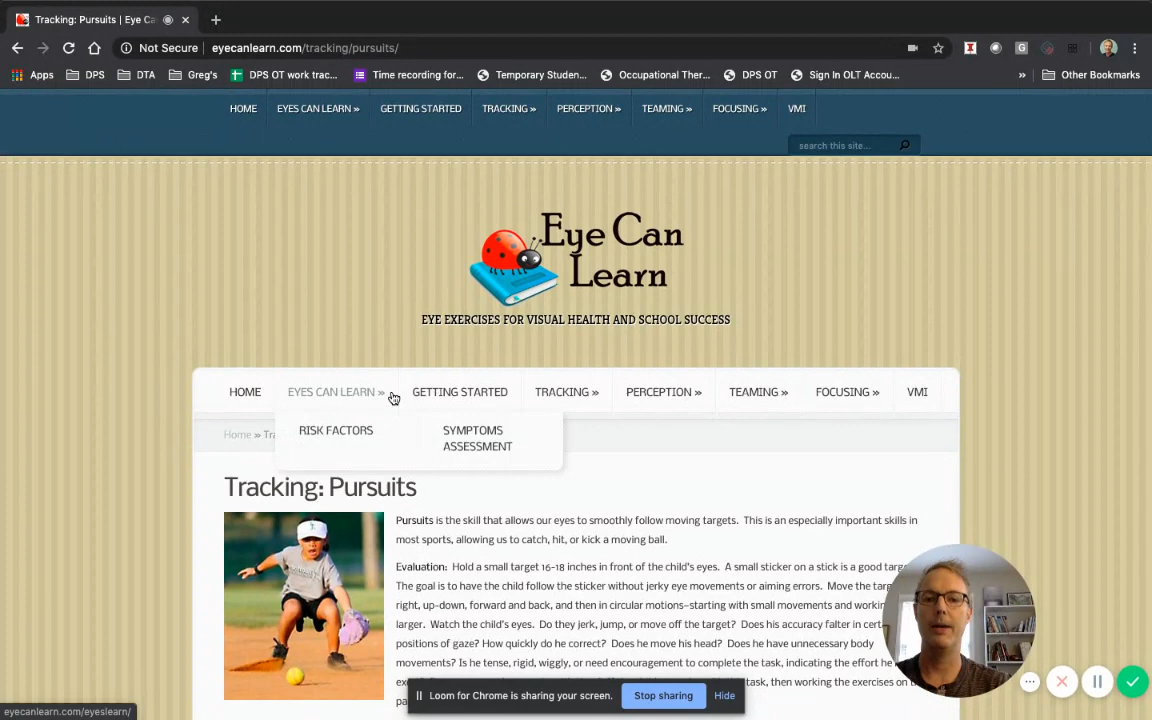 Tracking: Pursuits | Eye Ca
Not Secure | eyecanlearn.com/tracking/pursuits/
Apps DPS DTA Greg's DPS OT work trac... Time recording for... Temporary Studen... Occupational Ther... DPS OT Sign In OLT Accou... » Other Bookmarks
HOME EYES CAN LEARN » GETTING STARTED TRACKING » PERCEPTION » TEAMING » FOCUSING » VMI
search this site...
Eye Can
Learn
EYE EXERCISES FOR VISUAL HEALTH AND SCHOOL SUCCESS
HOME EYES CAN LEARN » GETTING STARTED TRACKING » PERCEPTION » TEAMING » FOCUSING » VMI
Home » Tra
RISK FACTORS
SYMPTOMS
ASSESSMENT
Tracking: Pursuits
Pursuits is the skill that allows our eyes to smoothly follow moving targets. This is an especially important skills in
most sports, allowing us to catch, hit, or kick a moving ball.
Evaluation: Hold a small target 16-18 inches in front of the child's eyes. A small sticker on a stick is a good targe
The goal is to have the child follow the sticker without jerky eye movements or aiming errors. Move the targ
right, up-down, forward and back, and then in circular motions–starting with small movements and workin
larger. Watch the child's eyes. Do they jerk, jump, or move off the target? Does his accuracy falter in cert
positions of gaze? How quickly do he correct? Does he move his head? Does he have unnecessary body
movements? Is he tense, rigid, wiggly, or need encouragement to complete the task, indicating the effort he
exe
task, then working the exercises on
pa
Loom for Chrome is sharing your screen. Stop sharing Hide
eyecanlearn.com/eyeslearn/